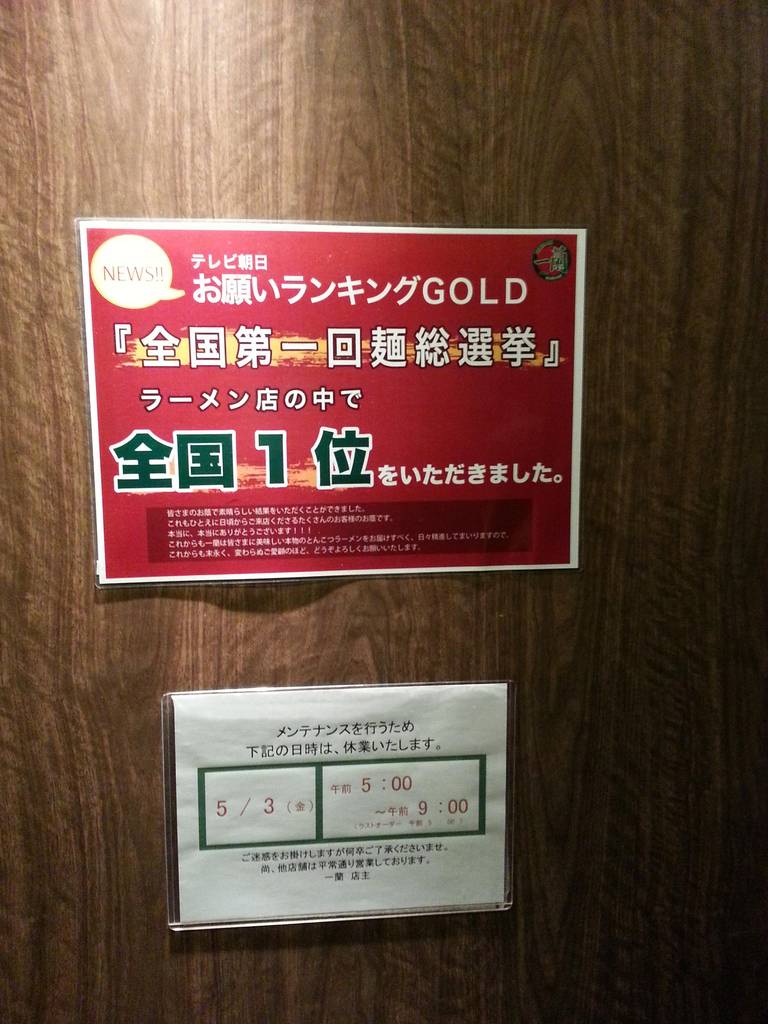 NEWS!!
テレビ朝日
お願いランキングGOLD
一蘭
『全国第一回麺総選挙』
ラーメン店の中で
全国1位をいただきました。
皆さまのお蔭で素晴らしい結果をいただくことができました。
これもひとえに日頃からご来店くださるたくさんのお客様のお蔭です。
本当に、本当にありがとうございます!!!
これからも一蘭は皆さまに美味しい本物のとんこつラーメンをお届けすべく、日々精進してまいりますので、
これからも末永く、変わらぬご愛顧のほど、どうぞよろしくお願いいたします。
メンテナンスを行うため
下記の日時は、休業いたします。
5 / 3 (金)
午前 5:00
~午前 9:00
(ラストオーダー 午前
ご迷惑をお掛けしますが何卒ご了承くださいませ。
尚、他店舗は平常通り営業しております。
一蘭 店主